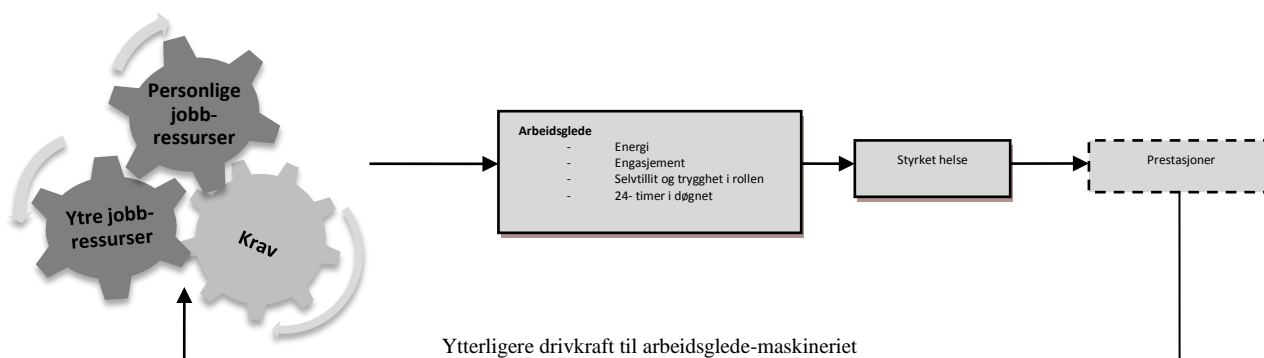 Personlige
jobb-
ressurser
Ytre jobb-
ressurser
Krav
Arbeidsglede
- Energi
- Engasjement
- Selvtillit og trygghet i rollen
- 24- timer i døgnet
Styrket helse
Prestasjoner
Ytterligere drivkraft til arbeidsglede-maskineriet